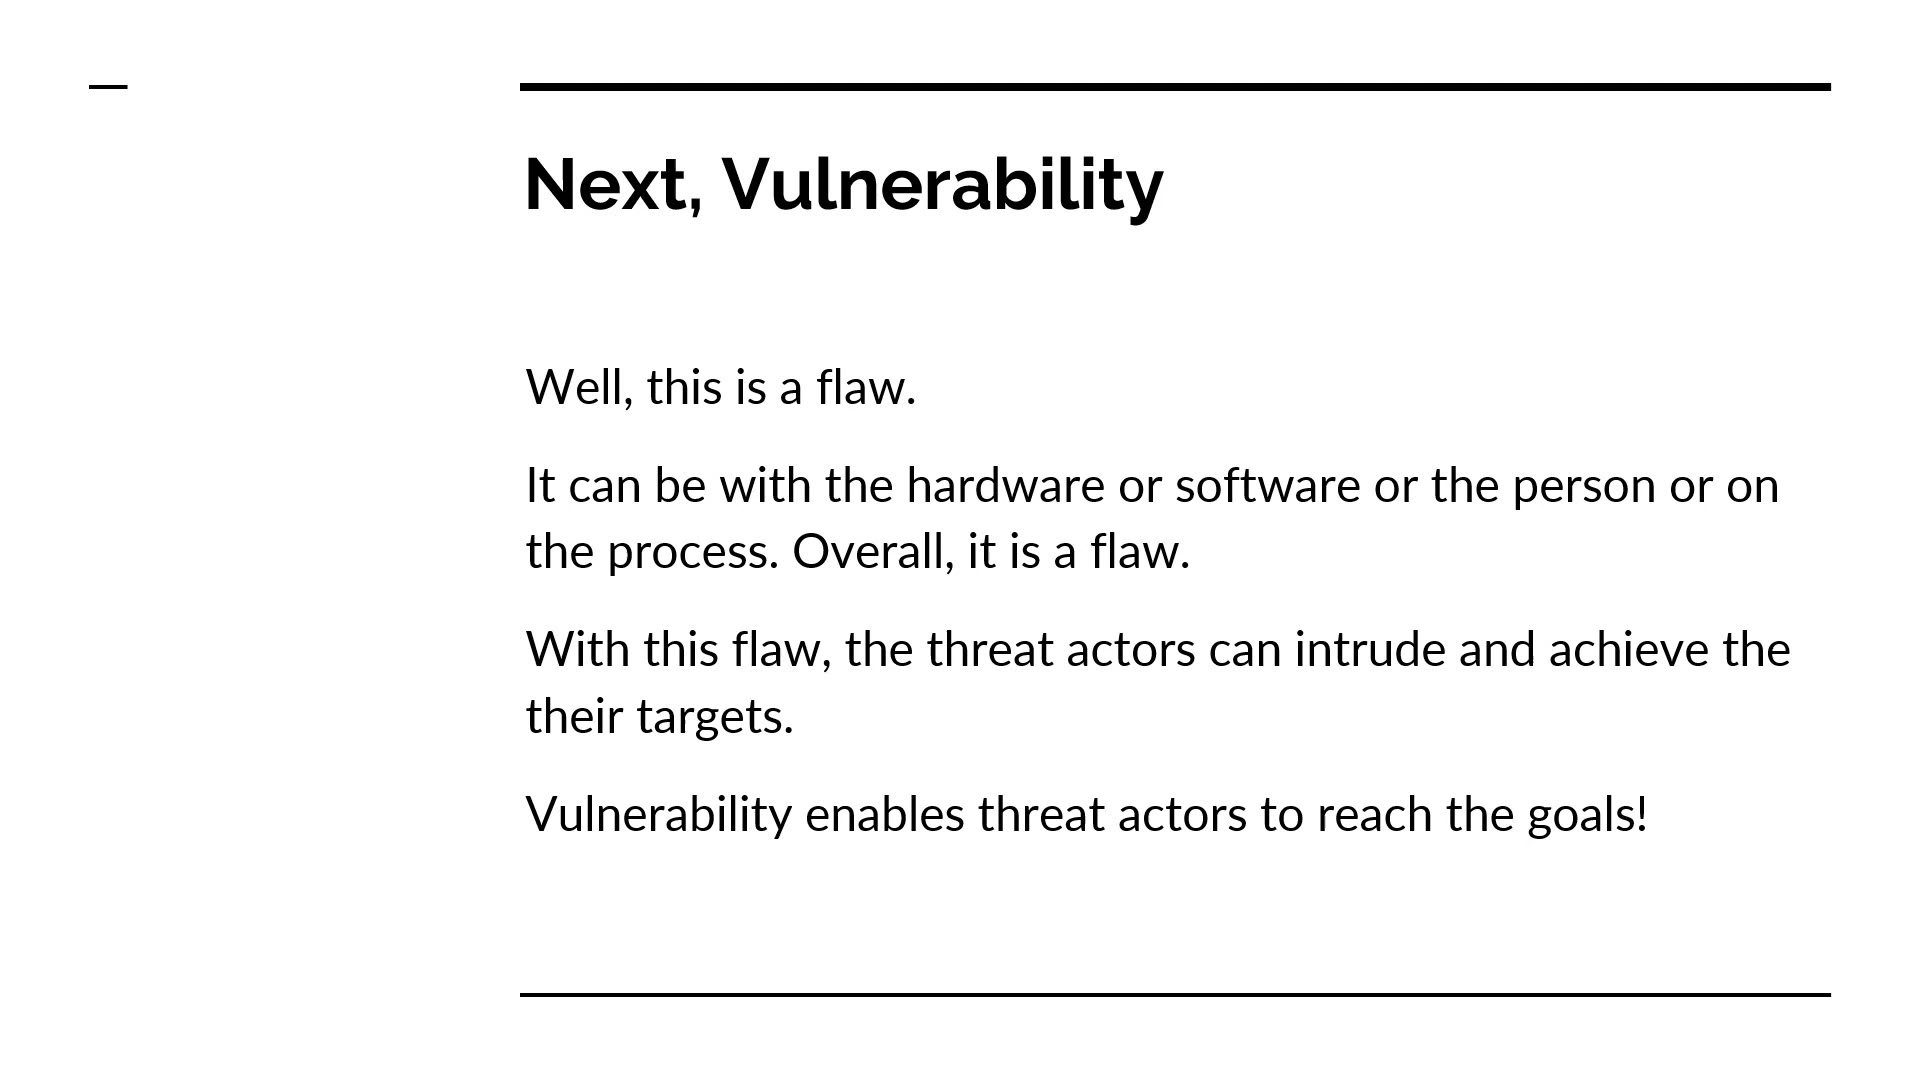 Next, Vulnerability
Well, this is a flaw.
It can be with the hardware or software or the person or on
the process. Overall, it is a flaw.
With this flaw, the threat actors can intrude and achieve the
their targets.
Vulnerability enables threat actors to reach the goals!